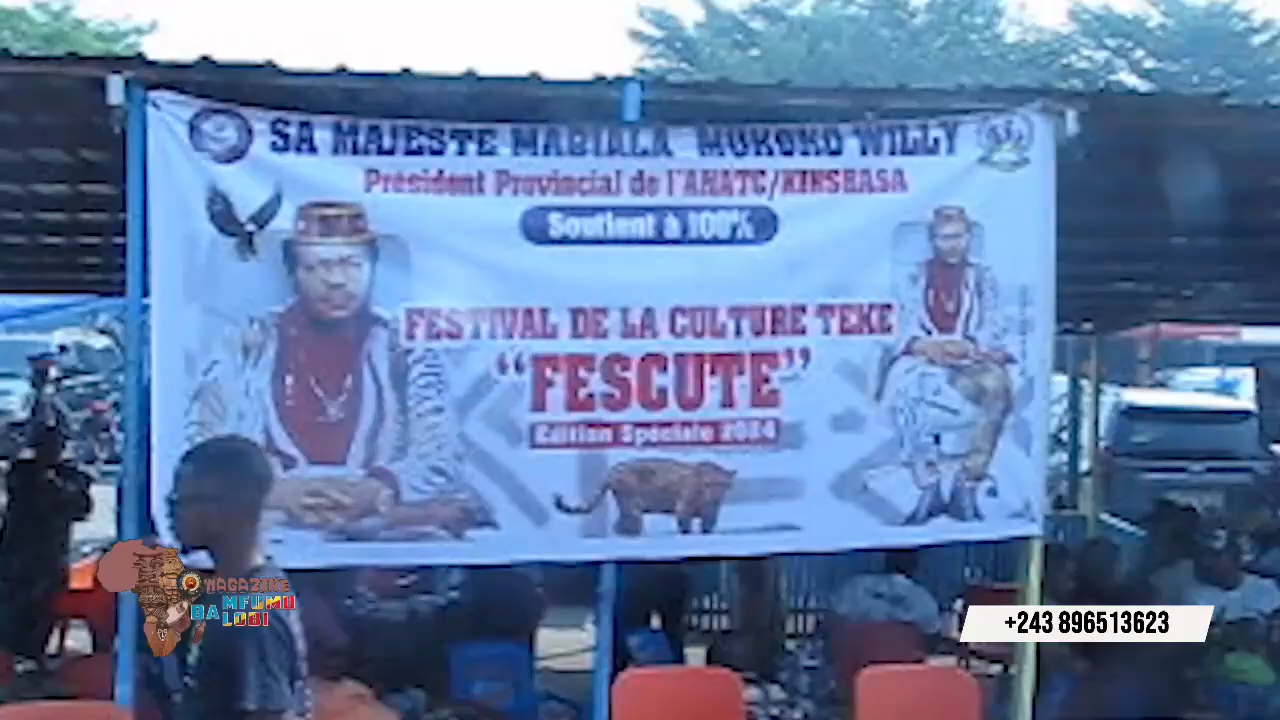 SA MAJESTE MABIALA MUKOKO WILLY
Président Provincial de l'ANATC/KINSHASA
Soutient à 100%
FESTIVAL DE LA CULTURE TEKE
“FESCUTE”
Edition Spéciale 2024
MAGAZINE
BA MFUMU
LOBI
+243 896513623